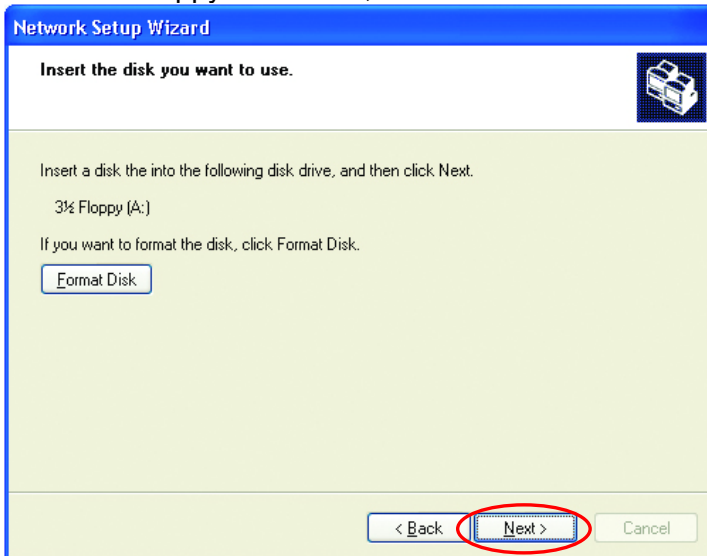 Network Setup Wizard
Insert the disk you want to use.
Insert a disk the into the following disk drive, and then click Next.
3½ Floppy (A:)
If you want to format the disk, click Format Disk.
Format Disk
< Back Next > Cancel